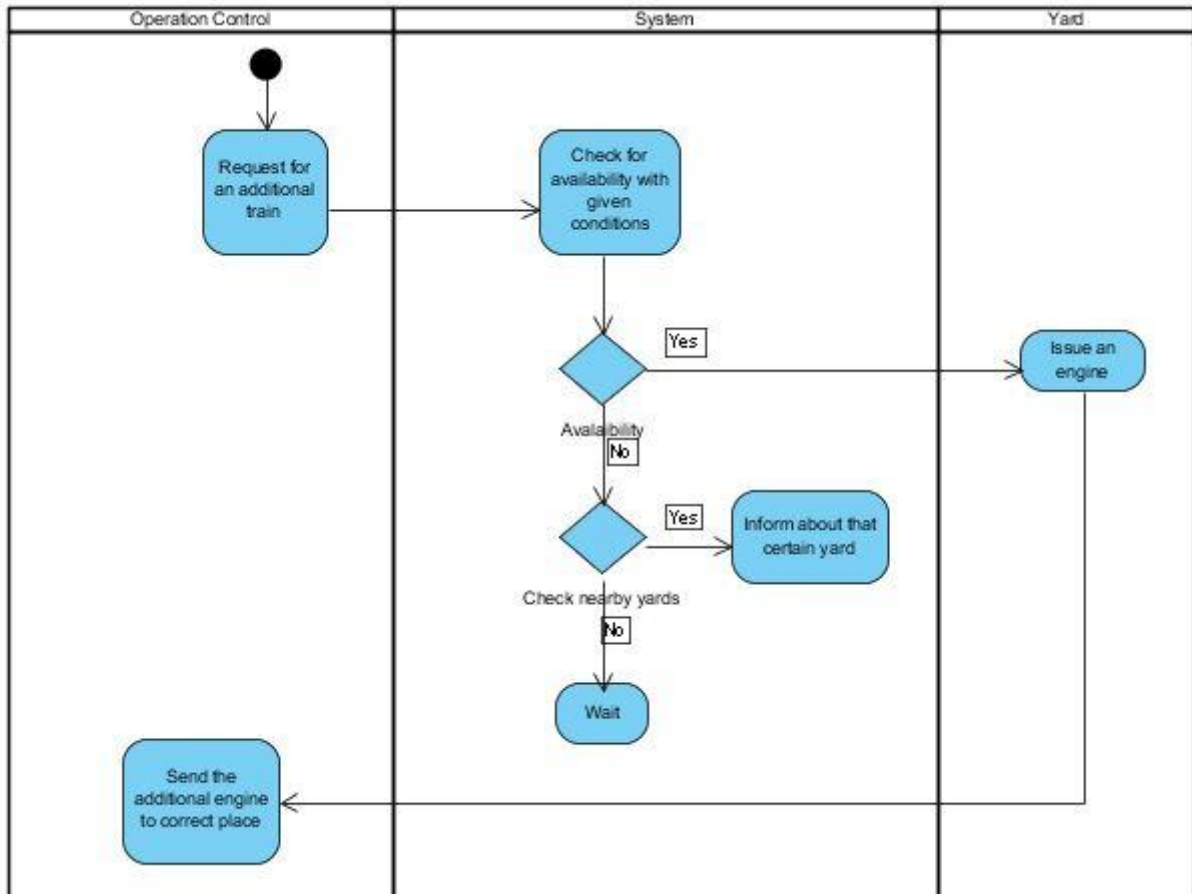 Operation Control
System
Yard
Request for
an additional
train
Check for
availability with
given
conditions
Yes
Issue an
engine
Avalaibility
No
Yes
Inform about that
certain yard
Check nearby yards
No
Wait
Send the
additional engine
to correct place